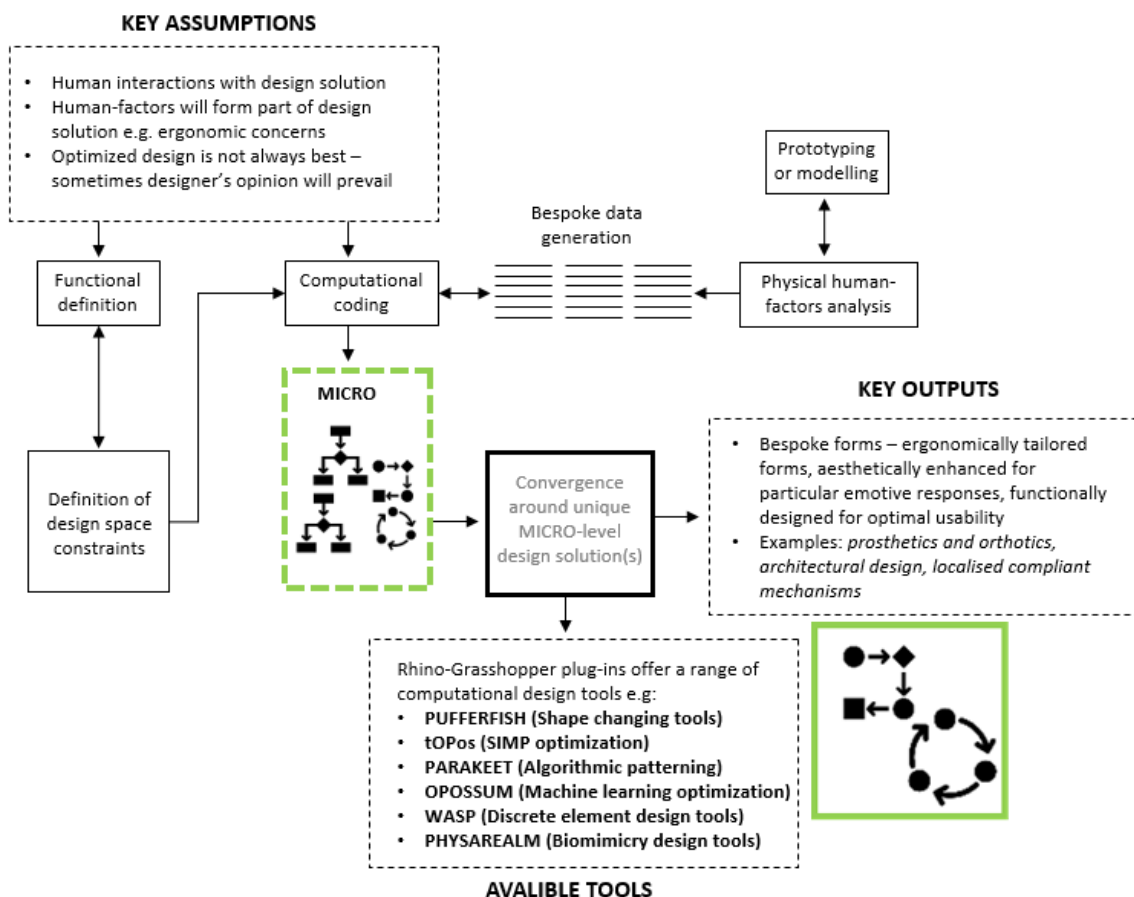 KEY ASSUMPTIONS
• Human interactions with design solution
• Human-factors will form part of design
solution e.g. ergonomic concerns
• Optimized design is not always best –
sometimes designer's opinion will prevail
Prototyping
or modelling
Bespoke data
generation
Functional
definition
Computational
coding
Physical human-
factors analysis
MICRO
KEY OUTPUTS
• Bespoke forms – ergonomically tailored
forms, aesthetically enhanced for
particular emotive responses, functionally
designed for optimal usability
• Examples: prosthetics and orthotics,
architectural design, localised compliant
mechanisms
Definition of
design space
constraints
Convergence
around unique
MICRO-level
design solution(s)
Rhino-Grasshopper plug-ins offer a range of
computational design tools e.g:
• PUFFERFISH (Shape changing tools)
• tOPos (SIMP optimization)
• PARAKEET (Algorithmic patterning)
• OPOSSUM (Machine learning optimization)
• WASP (Discrete element design tools)
• PHYSAREALM (Biomimicry design tools)
AVALIBLE TOOLS